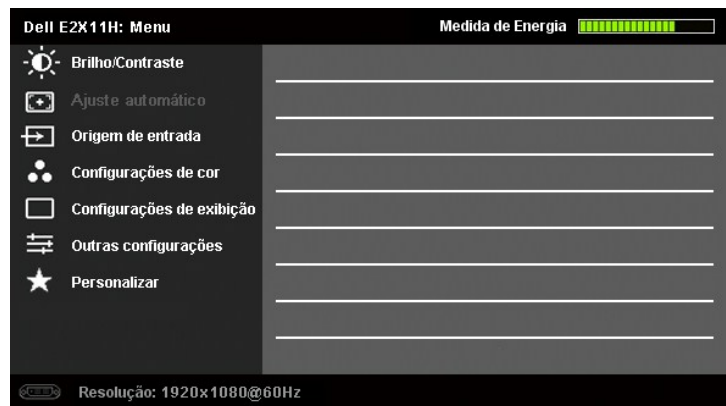 Dell E2X11H: Menu
Medida de Energia
Brilho/Contraste
Ajuste automático
Origem de entrada
Configurações de cor
Configurações de exibição
Outras configurações
Personalizar
Resolução: 1920x1080@60Hz